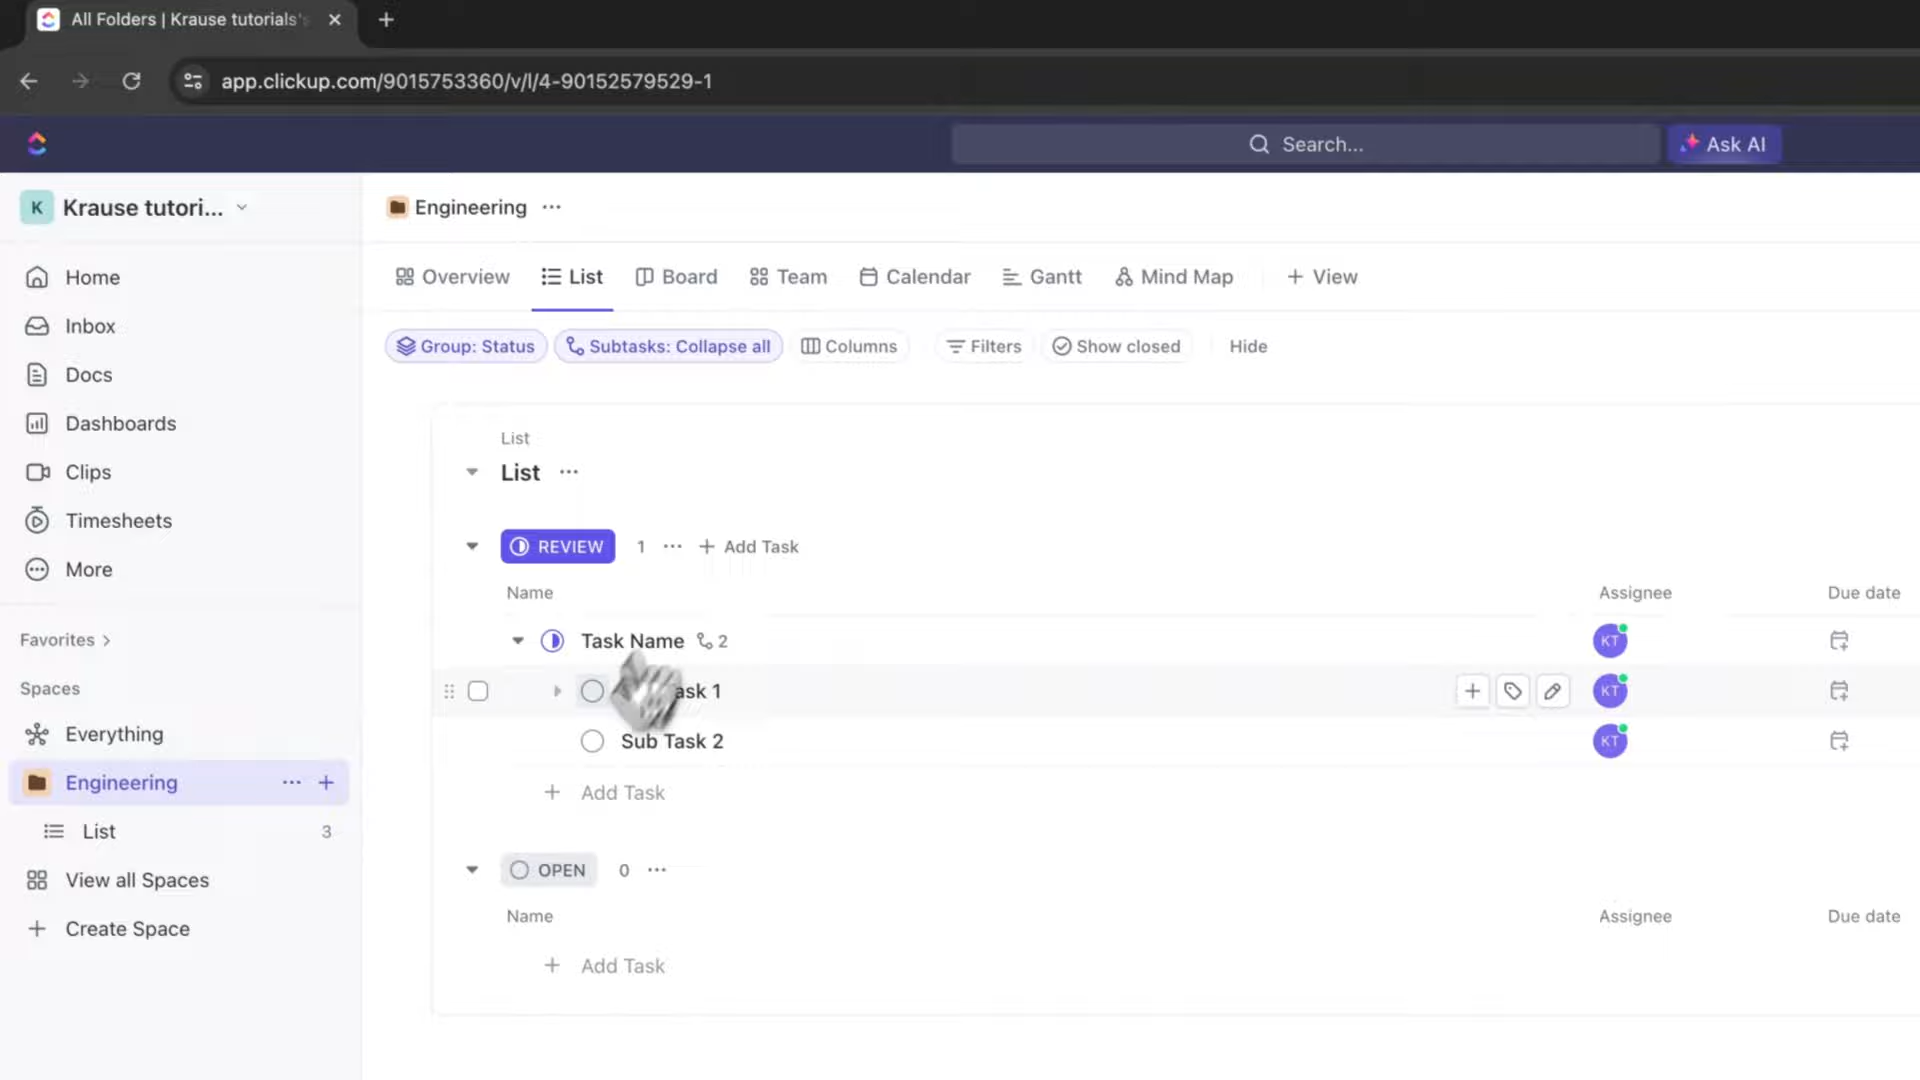 All Folders | Krause tutorials's
app.clickup.com/9015753360/v/l/4-90152579529-1
Search...
Ask AI
K Krause tutori...
Engineering
Home
Inbox
Docs
Dashboards
Clips
Timesheets
More
Favorites
Spaces
Everything
Engineering
List 3
View all Spaces
Create Space
Overview List Board Team Calendar Gantt Mind Map + View
Group: Status Subtasks: Collapse all Columns Filters Show closed Hide
List
List
REVIEW 1 + Add Task
Name Assignee Due date
Task Name 2 KT
ask 1 KT
Sub Task 2 KT
+ Add Task
OPEN 0
Name Assignee Due date
+ Add Task